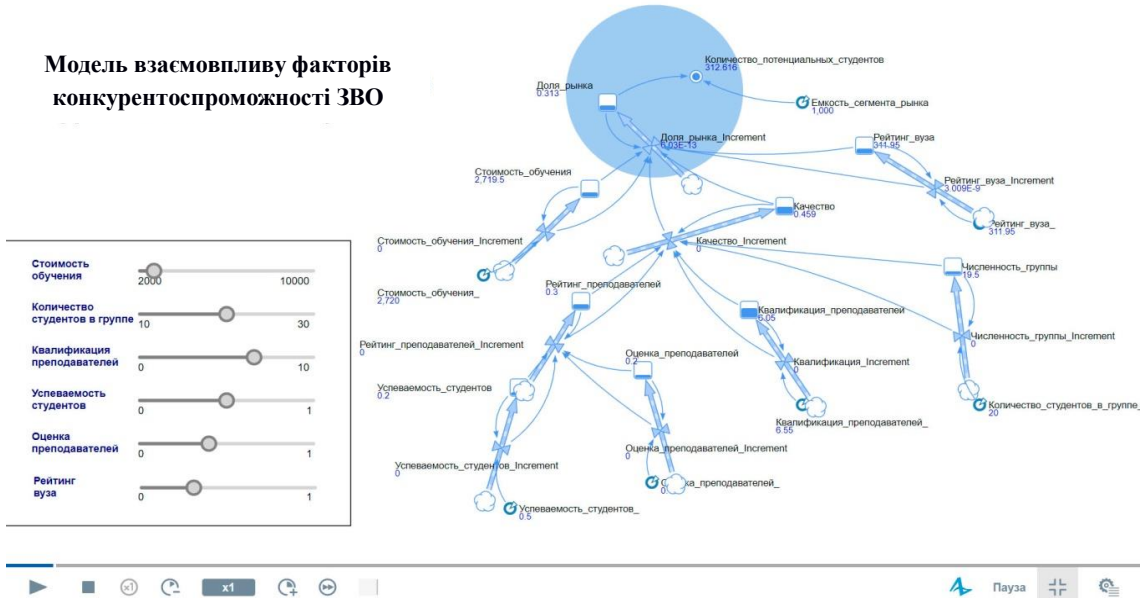 Модель взаємовпливу факторів
конкурентоспроможності ЗВО
Количество_потенциальных_студентов
312.616
Доля_рынка
0.313
Емкость_сегмента_рынка
1,000
Доля_рынка_Increment
6.03E-13
Рейтинг_вуза
311.95
Стоимость_обучения
2,719.5
Рейтинг_вуза_Increment
3.009E-9
Качество
0.459
Рейтинг_вуза_
311.95
Стоимость_обучения_Increment
0
Качество_Increment
0
Численность_группы
19.5
Стоимость_обучения_
2,720
Рейтинг_преподавателей
0.3
Квалификация_преподавателей
6.05
Рейтинг_преподавателей_Increment
0
Численность_группы_Increment
0
Оценка_преподавателей
0.2
Квалификация_Increment
0
Успеваемость_студентов
0.2
Количество_студентов_в_группе_
20
Квалификация_преподавателей_
6.55
Оценка_преподавателей_Increment
0
Успеваемость_студентов_Increment
0
Успеваемость_студентов_
0.5
Стоимость
обучения
2000
10000
Количество
студентов в группе
10
30
Квалификация
преподавателей
0
10
Успеваемость
студентов
0
1
Оценка
преподавателей
0
1
Рейтинг
вуза
0
1
x1
x1
Пауза